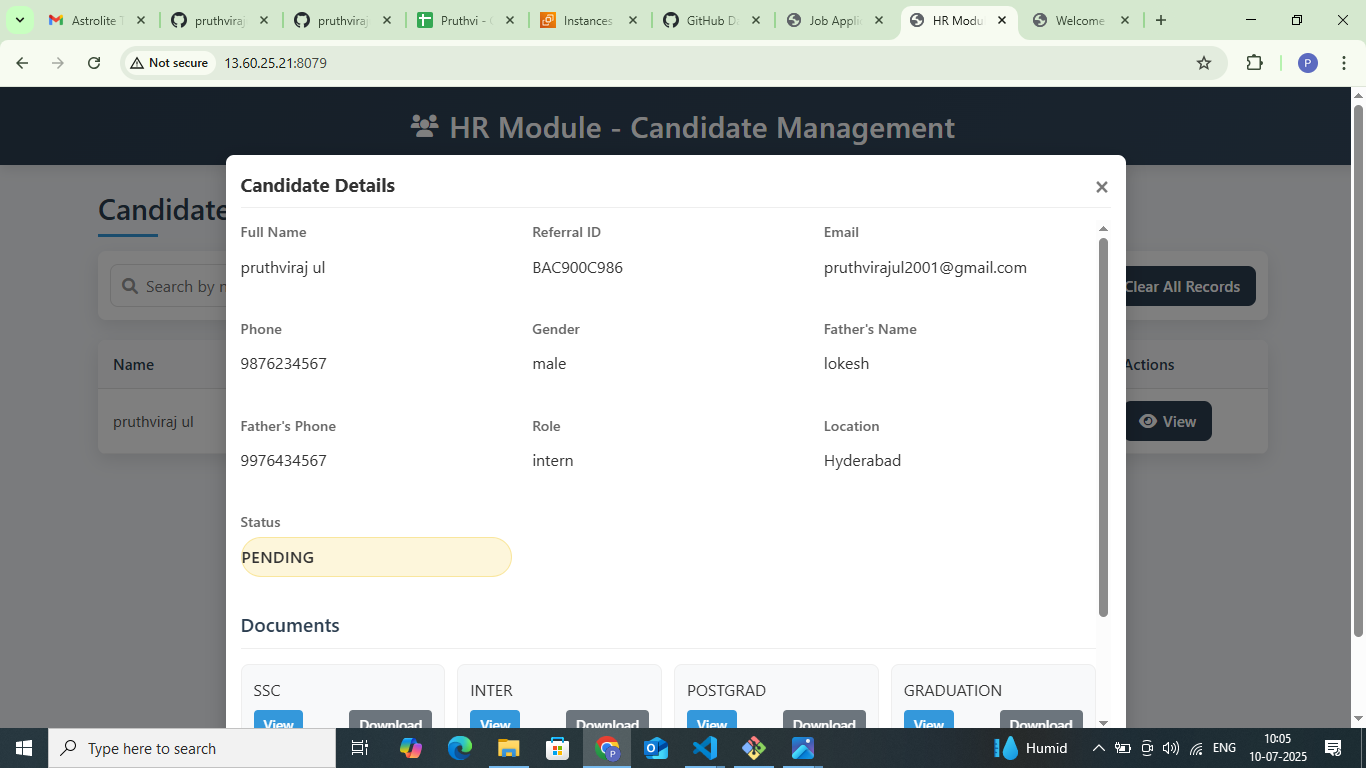 Astrolite T
pruthviraj
pruthviraj
Pruthvi -
Instances
GitHub D
Job Appli
HR Modu
Welcome
Not secure
13.60.25.21:8079
P
HR Module - Candidate Management
Candidate
Search by n
Clear All Records
Name
Actions
pruthviraj ul
View
Candidate Details
×
Full Name Referral ID Email
pruthviraj ul BAC900C986 pruthvirajul2001@gmail.com
Phone Gender Father's Name
9876234567 male lokesh
Father's Phone Role Location
9976434567 intern Hyderabad
Status
PENDING
Documents
SSC INTER POSTGRAD GRADUATION
View Download View Download View Download View Download
Type here to search
Humid
ENG
10:05
10-07-2025